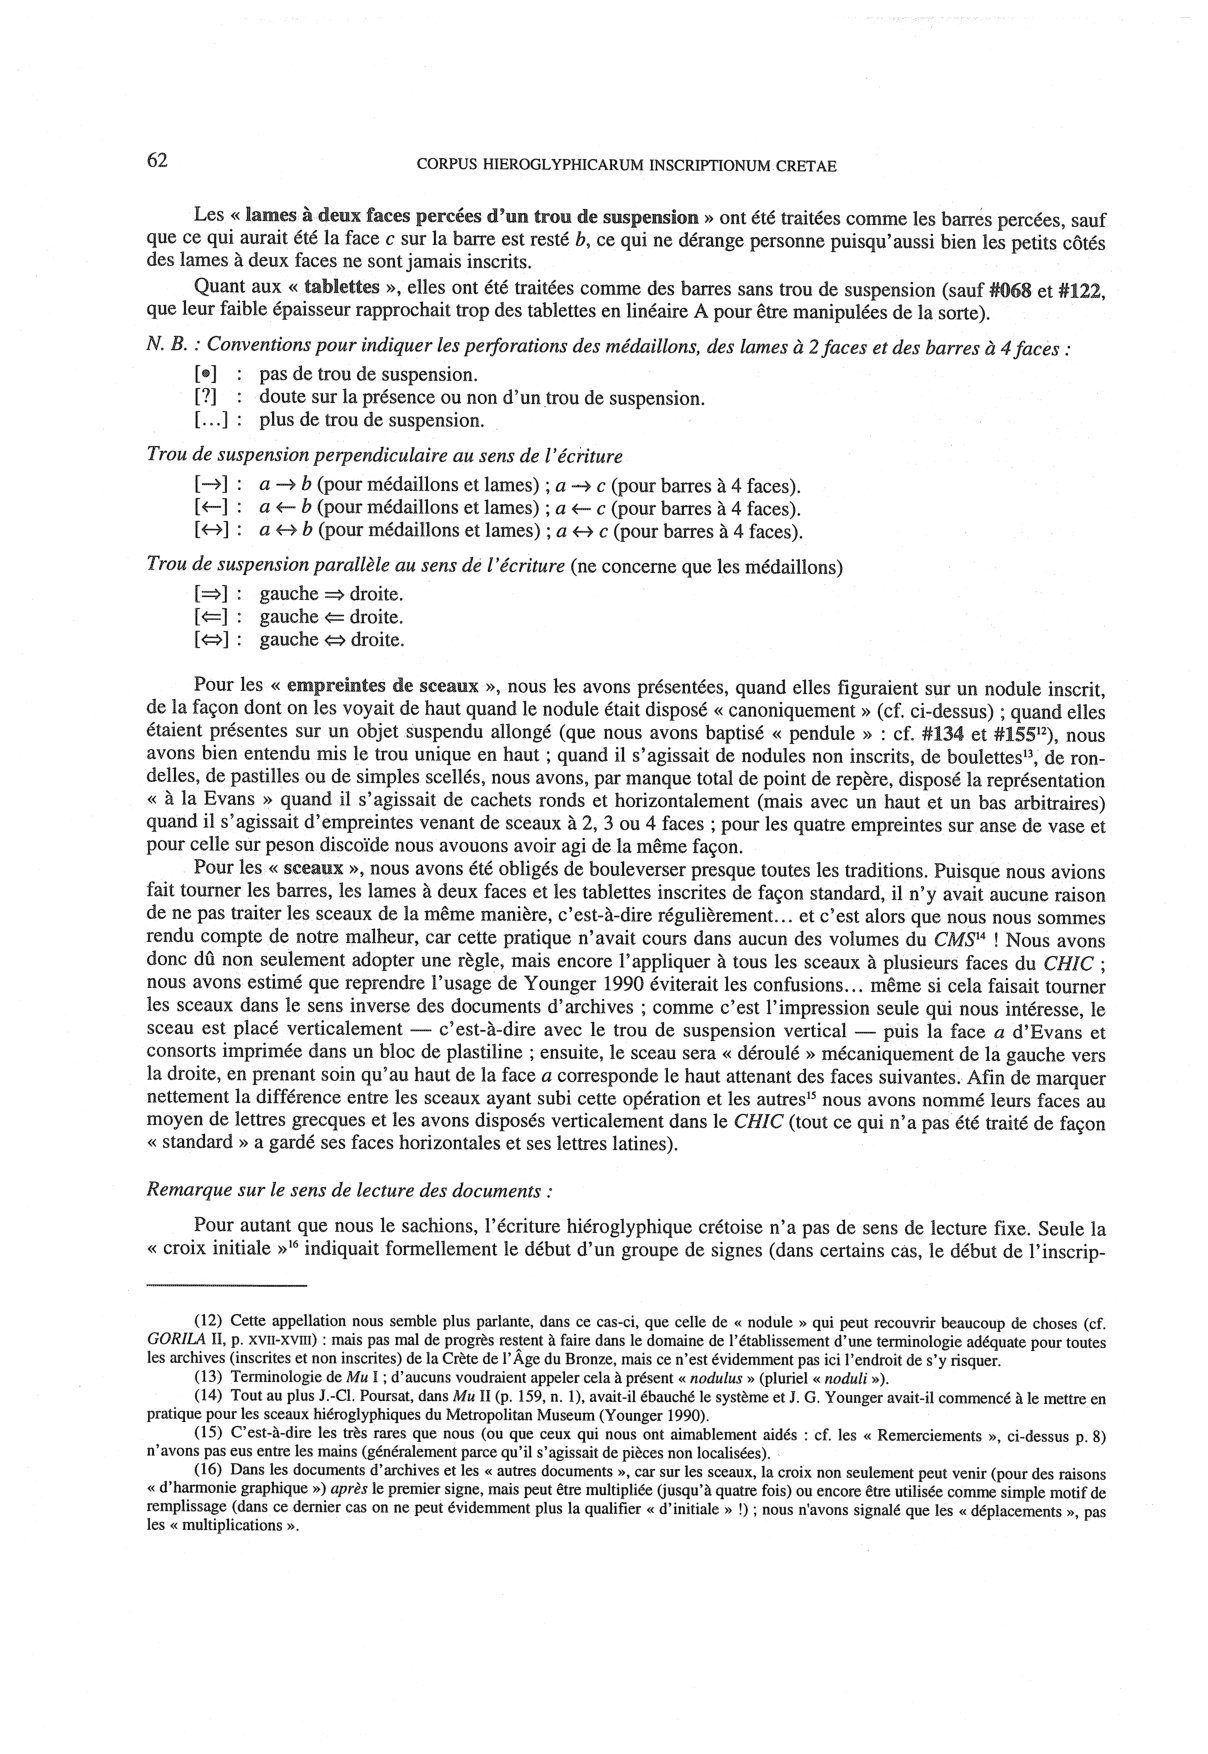 62
CORPUS HIEROGLYPHICARUM INSCRIPTIONUM CRETAE
Les « lames à deux faces percées d'un trou de suspension » ont été traitées comme les barres percées, sauf
que ce qui aurait été la face c sur la barre est resté b, ce qui ne dérange personne puisqu'aussi bien les petits côtés
des lames à deux faces ne sont jamais inscrits.
Quant aux « tablettes », elles ont été traitées comme des barres sans trou de suspension (sauf #068 et #122,
que leur faible épaisseur rapprochait trop des tablettes en linéaire A pour être manipulées de la sorte).
N. B. : Conventions pour indiquer les perforations des médaillons, des lames à 2 faces et des barres à 4 faces :
[•] : pas de trou de suspension.
[?] : doute sur la présence ou non d'un trou de suspension.
[…] : plus de trou de suspension.
Trou de suspension perpendiculaire au sens de l'écriture
[→] : a → b (pour médaillons et lames) ; a → c (pour barres à 4 faces).
[←] : a ← b (pour médaillons et lames) ; a ← c (pour barres à 4 faces).
[↔] : a ↔ b (pour médaillons et lames) ; a ↔ c (pour barres à 4 faces).
Trou de suspension parallèle au sens de l'écriture (ne concerne que les médaillons)
[⇒] : gauche ⇒ droite.
[⇐] : gauche ⇐ droite.
[⇔] : gauche ⇔ droite.
Pour les « empreintes de sceaux », nous les avons présentées, quand elles figuraient sur un nodule inscrit,
de la façon dont on les voyait de haut quand le nodule était disposé « canoniquement » (cf. ci-dessus) ; quand elles
étaient présentes sur un objet suspendu allongé (que nous avons baptisé « pendule » : cf. #134 et #155¹²), nous
avons bien entendu mis le trou unique en haut ; quand il s'agissait de nodules non inscrits, de boulettes¹³, de ron-
delles, de pastilles ou de simples scellés, nous avons, par manque total de point de repère, disposé la représentation
« à la Evans » quand il s'agissait de cachets ronds et horizontalement (mais avec un haut et un bas arbitraires)
quand il s'agissait d'empreintes venant de sceaux à 2, 3 ou 4 faces ; pour les quatre empreintes sur anse de vase et
pour celle sur peson discoïde nous avouons avoir agi de la même façon.
Pour les « sceaux », nous avons été obligés de bouleverser presque toutes les traditions. Puisque nous avions
fait tourner les barres, les lames à deux faces et les tablettes inscrites de façon standard, il n'y avait aucune raison
de ne pas traiter les sceaux de la même manière, c'est-à-dire régulièrement… et c'est alors que nous nous sommes
rendu compte de notre malheur, car cette pratique n'avait cours dans aucun des volumes du CMS¹⁴ ! Nous avons
donc dû non seulement adopter une règle, mais encore l'appliquer à tous les sceaux à plusieurs faces du CHIC ;
nous avons estimé que reprendre l'usage de Younger 1990 éviterait les confusions… même si cela faisait tourner
les sceaux dans le sens inverse des documents d'archives ; comme c'est l'impression seule qui nous intéresse, le
sceau est placé verticalement — c'est-à-dire avec le trou de suspension vertical — puis la face a d'Evans et
consorts imprimée dans un bloc de plastiline ; ensuite, le sceau sera « déroulé » mécaniquement de la gauche vers
la droite, en prenant soin qu'au haut de la face a corresponde le haut attenant des faces suivantes. Afin de marquer
nettement la différence entre les sceaux ayant subi cette opération et les autres¹⁵ nous avons nommé leurs faces au
moyen de lettres grecques et les avons disposés verticalement dans le CHIC (tout ce qui n'a pas été traité de façon
« standard » a gardé ses faces horizontales et ses lettres latines).
Remarque sur le sens de lecture des documents :
Pour autant que nous le sachions, l'écriture hiéroglyphique crétoise n'a pas de sens de lecture fixe. Seule la
« croix initiale »¹⁶ indiquait formellement le début d'un groupe de signes (dans certains cas, le début de l'inscrip-
(12) Cette appellation nous semble plus parlante, dans ce cas-ci, que celle de « nodule » qui peut recouvrir beaucoup de choses (cf.
GORILA II, p. XVII-XVIII) : mais pas mal de progrès restent à faire dans le domaine de l'établissement d'une terminologie adéquate pour toutes
les archives (inscrites et non inscrites) de la Crète de l'Âge du Bronze, mais ce n'est évidemment pas ici l'endroit de s'y risquer.
(13) Terminologie de Mu I ; d'aucuns voudraient appeler cela à présent « nodulus » (pluriel « noduli »).
(14) Tout au plus J.-Cl. Poursat, dans Mu II (p. 159, n. 1), avait-il ébauché le système et J. G. Younger avait-il commencé à le mettre en
pratique pour les sceaux hiéroglyphiques du Metropolitan Museum (Younger 1990).
(15) C'est-à-dire les très rares que nous (ou que ceux qui nous ont aimablement aidés : cf. les « Remerciements », ci-dessus p. 8)
n'avons pas eus entre les mains (généralement parce qu'il s'agissait de pièces non localisées).
(16) Dans les documents d'archives et les « autres documents », car sur les sceaux, la croix non seulement peut venir (pour des raisons
« d'harmonie graphique ») après le premier signe, mais peut être multipliée (jusqu'à quatre fois) ou encore être utilisée comme simple motif de
remplissage (dans ce dernier cas on ne peut évidemment plus la qualifier « d'initiale » !) ; nous n'avons signalé que les « déplacements », pas
les « multiplications ».